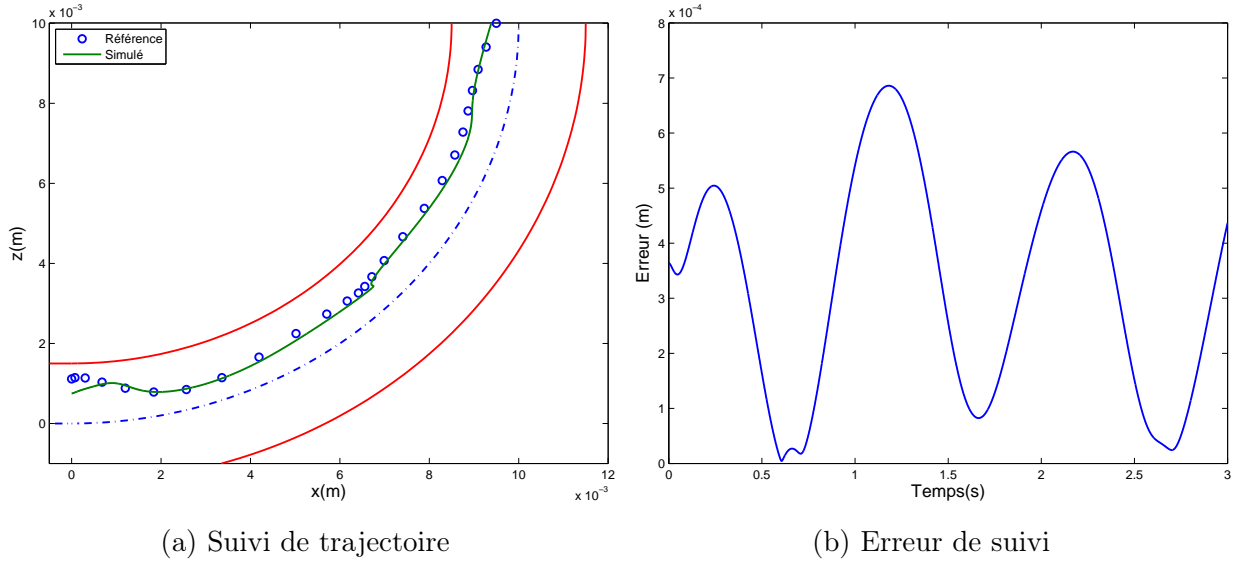 x 10⁻³
10
8
6
4
2
0
z(m)
Référence
Simulé
0
2
4
6
8
10
12
x 10⁻³
x(m)
(a) Suivi de trajectoire
x 10⁻⁴
8
7
6
5
4
3
2
1
0
Erreur (m)
0
0.5
1
1.5
2
2.5
3
Temps(s)
(b) Erreur de suivi